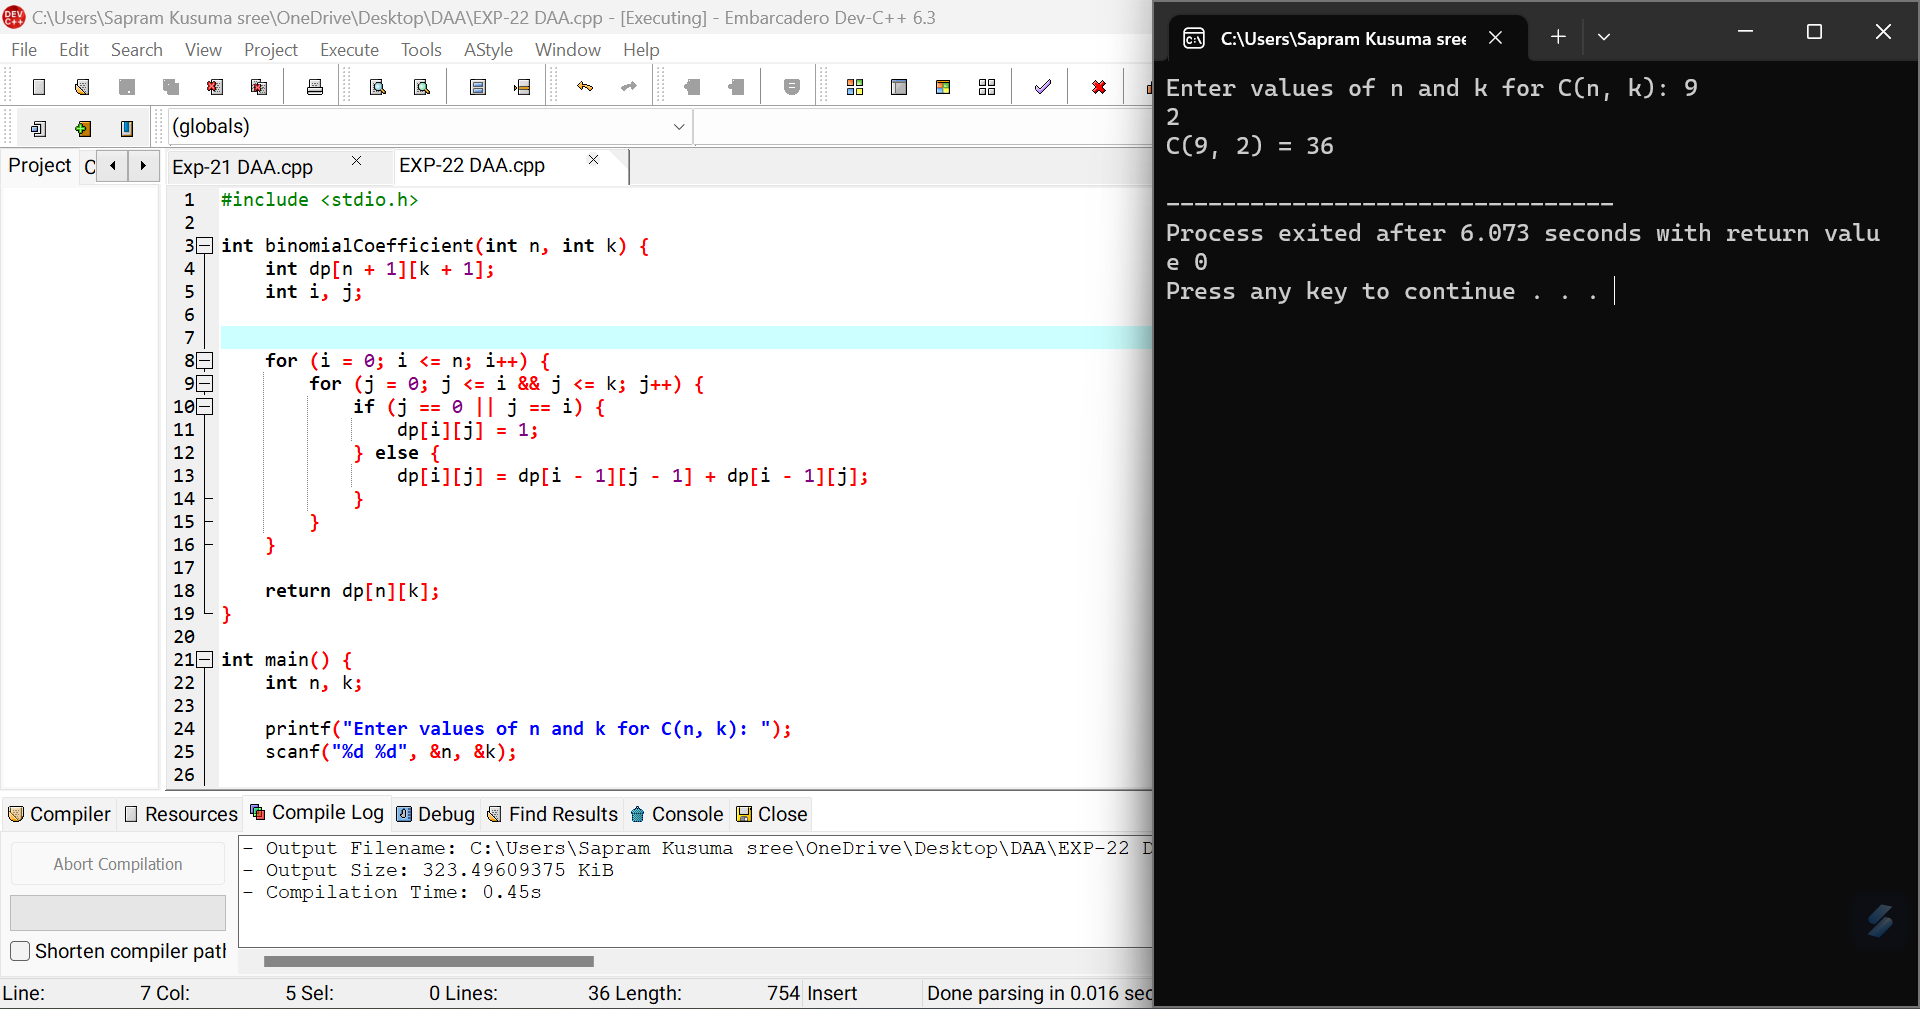 C:\Users\Sapram Kusuma sree\OneDrive\Desktop\DAA\EXP-22 DAA.cpp - [Executing] - Embarcadero Dev-C++ 6.3
File Edit Search View Project Execute Tools AStyle Window Help
(globals)
Project
Exp-21 DAA.cpp
EXP-22 DAA.cpp
1 #include <stdio.h>
2
3 int binomialCoefficient(int n, int k) {
4     int dp[n + 1][k + 1];
5     int i, j;
6
7
8     for (i = 0; i <= n; i++) {
9         for (j = 0; j <= i && j <= k; j++) {
10             if (j == 0 || j == i) {
11                 dp[i][j] = 1;
12             } else {
13                 dp[i][j] = dp[i - 1][j - 1] + dp[i - 1][j];
14             }
15         }
16     }
17
18     return dp[n][k];
19 }
20
21 int main() {
22     int n, k;
23
24     printf("Enter values of n and k for C(n, k): ");
25     scanf("%d %d", &n, &k);
26
Compiler Resources Compile Log Debug Find Results Console Close
Abort Compilation
Shorten compiler path
- Output Filename: C:\Users\Sapram Kusuma sree\OneDrive\Desktop\DAA\EXP-22 D
- Output Size: 323.49609375 KiB
- Compilation Time: 0.45s
Line: 7 Col: 5 Sel: 0 Lines: 36 Length: 754 Insert Done parsing in 0.016 sec
C:\Users\Sapram Kusuma sree
Enter values of n and k for C(n, k): 9
2
C(9, 2) = 36
--------------------------------
Process exited after 6.073 seconds with return valu
e 0
Press any key to continue . . .